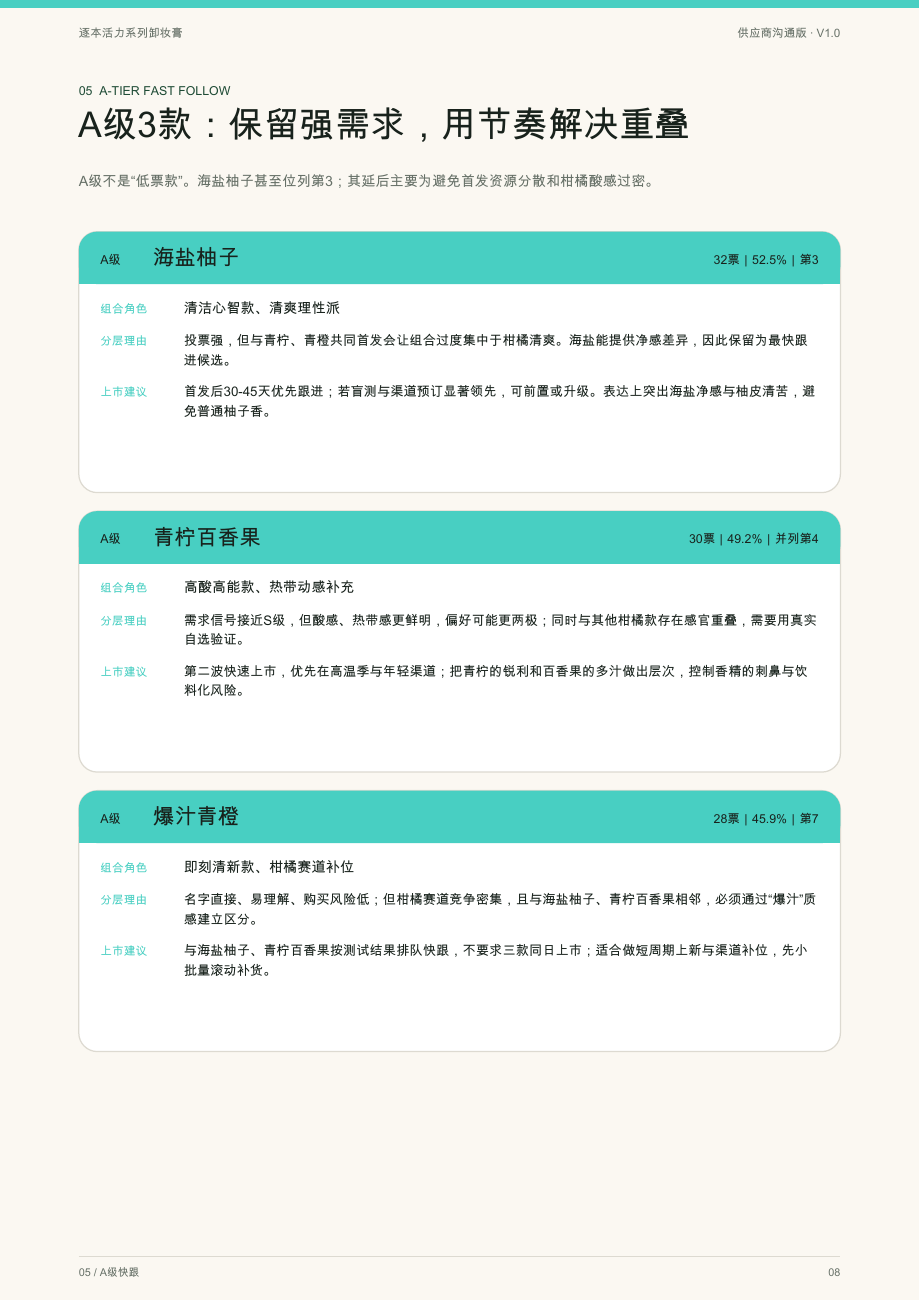 逐本活力系列卸妆膏
供应商沟通版 · V1.0
05 A-TIER FAST FOLLOW
A级3款：保留强需求，用节奏解决重叠
A级不是“低票款”。海盐柚子甚至位列第3；其延后主要为避免首发资源分散和柑橘酸感过密。
A级 海盐柚子 32票 | 52.5% | 第3
组合角色 清洁心智款、清爽理性派
分层理由 投票强，但与青柠、青橙共同首发会让组合过度集中于柑橘清爽。海盐能提供净感差异，因此保留为最快跟
进候选。
上市建议 首发后30-45天优先跟进；若盲测与渠道预订显著领先，可前置或升级。表达上突出海盐净感与柚皮清苦，避
免普通柚子香。
A级 青柠百香果 30票 | 49.2% | 并列第4
组合角色 高酸高能款、热带动感补充
分层理由 需求信号接近S级，但酸感、热带感更鲜明，偏好可能更两极；同时与其他柑橘款存在感官重叠，需要用真实
自选验证。
上市建议 第二波快速上市，优先在高温季与年轻渠道；把青柠的锐利和百香果的多汁做出层次，控制香精的刺鼻与饮
料化风险。
A级 爆汁青橙 28票 | 45.9% | 第7
组合角色 即刻清新款、柑橘赛道补位
分层理由 名字直接、易理解、购买风险低；但柑橘赛道竞争密集，且与海盐柚子、青柠百香果相邻，必须通过“爆汁”质
感建立区分。
上市建议 与海盐柚子、青柠百香果按测试结果排队快跟，不要求三款同日上市；适合做短周期上新与渠道补位，先小
批量滚动补货。
05 / A级快跟
08